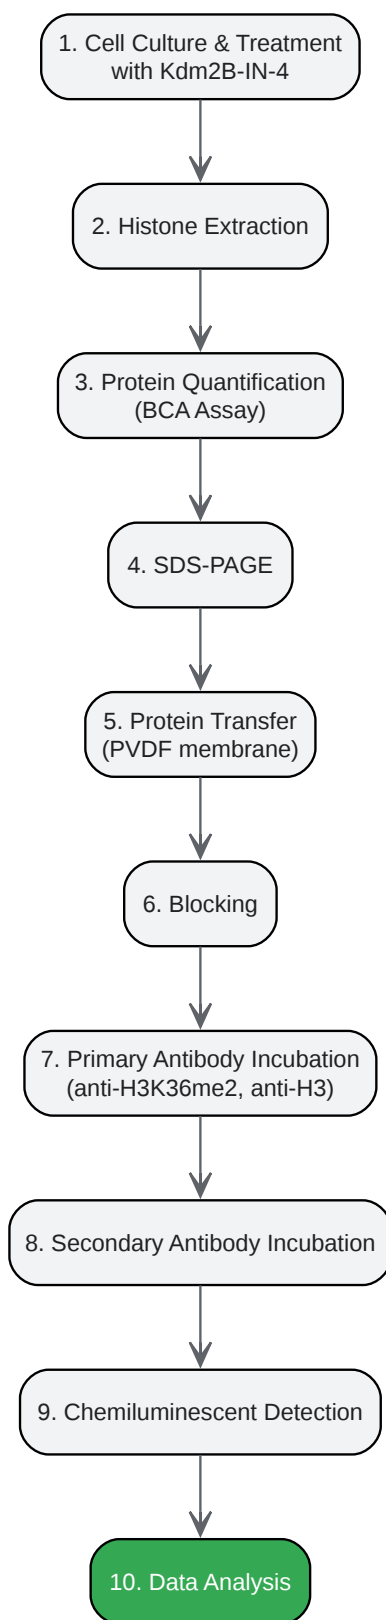 1. Cell Culture & Treatment
with Kdm2B-IN-4
2. Histone Extraction
3. Protein Quantification
(BCA Assay)
4. SDS-PAGE
5. Protein Transfer
(PVDF membrane)
6. Blocking
7. Primary Antibody Incubation
(anti-H3K36me2, anti-H3)
8. Secondary Antibody Incubation
9. Chemiluminescent Detection
10. Data Analysis